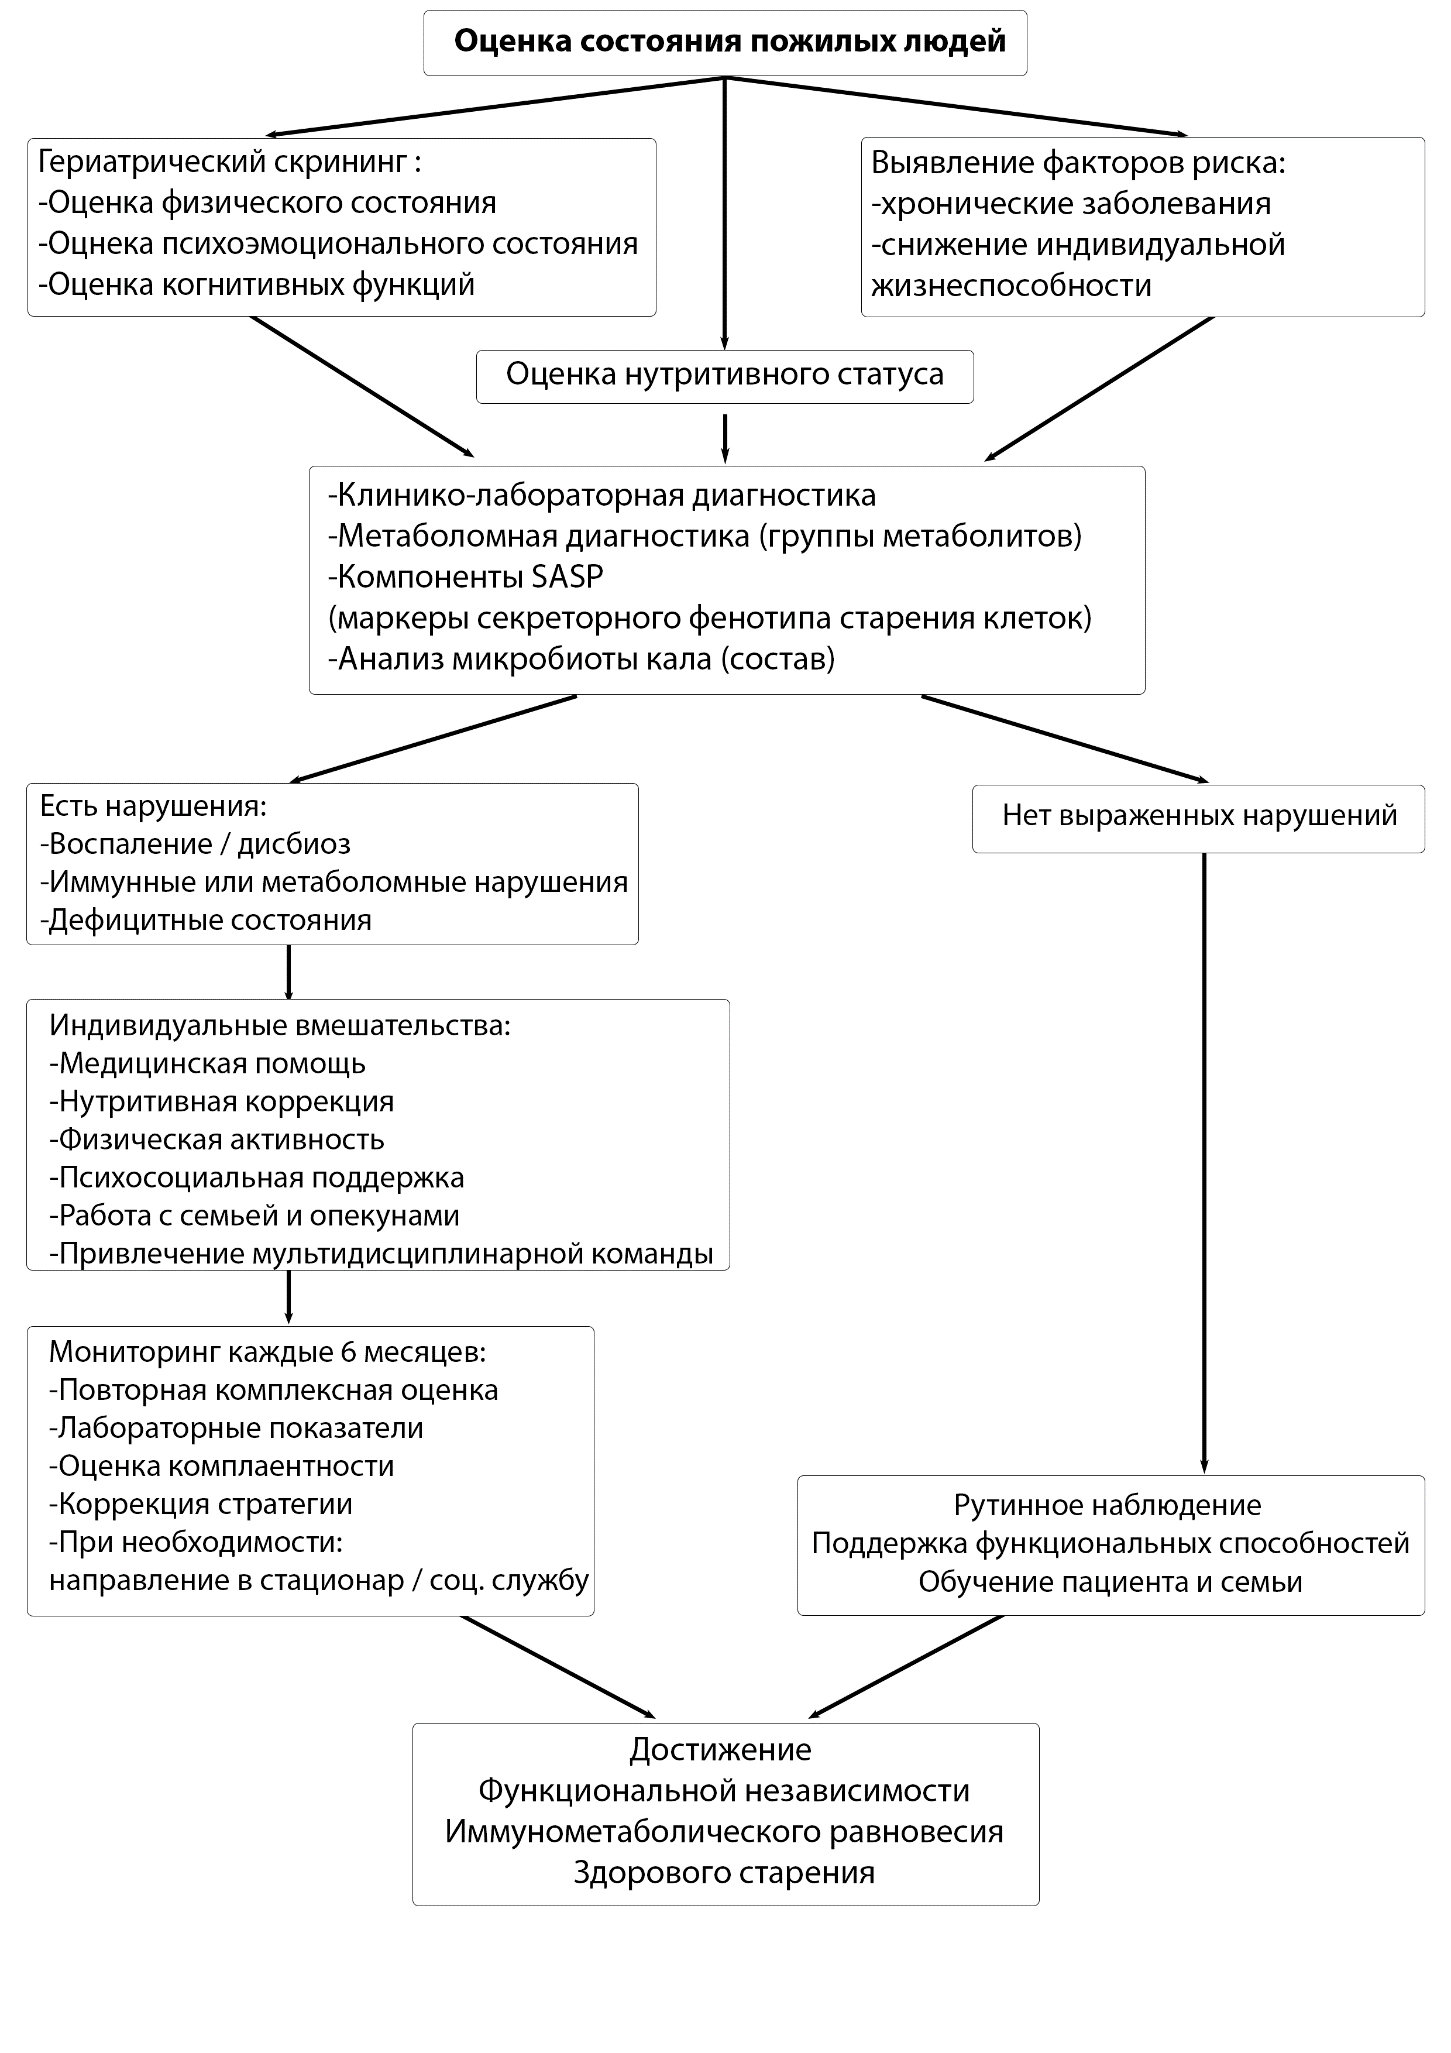 Оценка состояния пожилых людей
Гериатрический скрининг :
-Оценка физического состояния
-Оцнека психоэмоционального состояния
-Оценка когнитивных функций
Выявление факторов риска:
-хронические заболевания
-снижение индивидуальной
жизнеспособности
Оценка нутритивного статуса
-Клинико-лабораторная диагностика
-Метаболомная диагностика (группы метаболитов)
-Компоненты SASP
(маркеры секреторного фенотипа старения клеток)
-Анализ микробиоты кала (состав)
Есть нарушения:
-Воспаление / дисбиоз
-Иммунные или метаболомные нарушения
-Дефицитные состояния
Нет выраженных нарушений
Индивидуальные вмешательства:
-Медицинская помощь
-Нутритивная коррекция
-Физическая активность
-Психосоциальная поддержка
-Работа с семьей и опекунами
-Привлечение мультидисциплинарной команды
Мониторинг каждые 6 месяцев:
-Повторная комплексная оценка
-Лабораторные показатели
-Оценка комплаентности
-Коррекция стратегии
-При необходимости:
направление в стационар / соц. службу
Рутинное наблюдение
Поддержка функциональных способностей
Обучение пациента и семьи
Достижение
Функциональной независимости
Иммунометаболического равновесия
Здорового старения